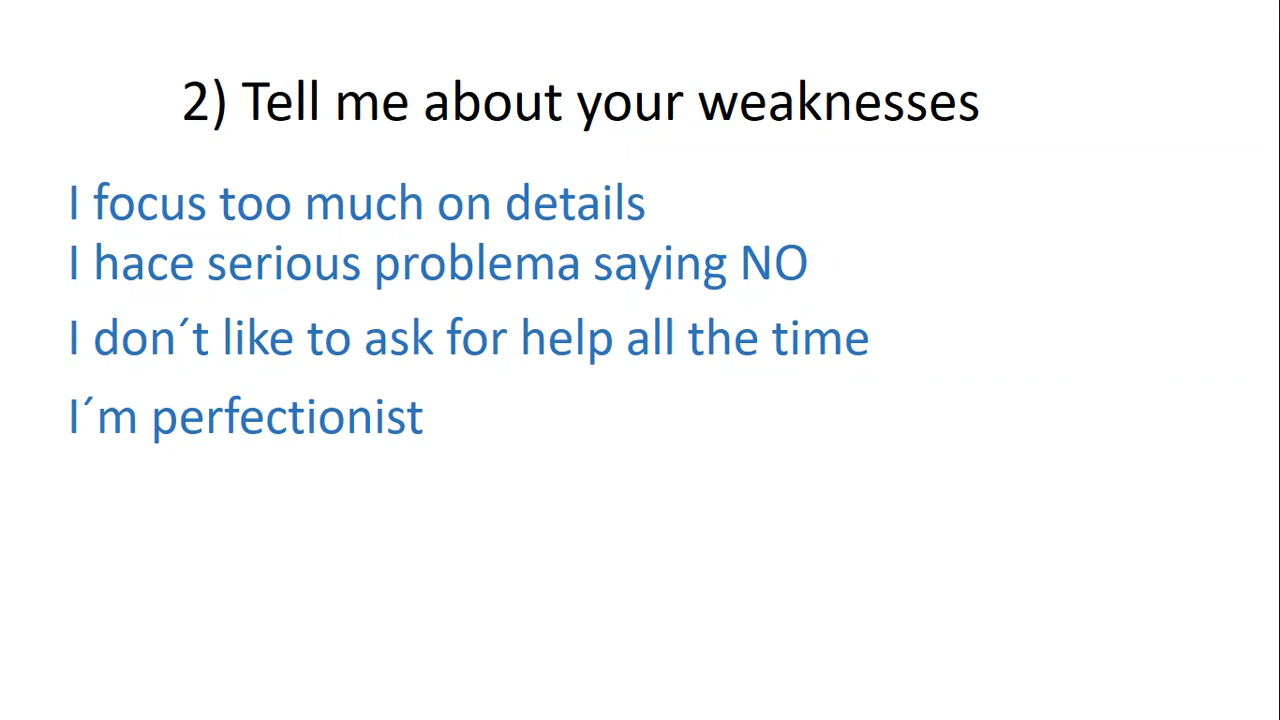 2) Tell me about your weaknesses
I focus too much on details
I hace serious problema saying NO
I don´t like to ask for help all the time
I´m perfectionist